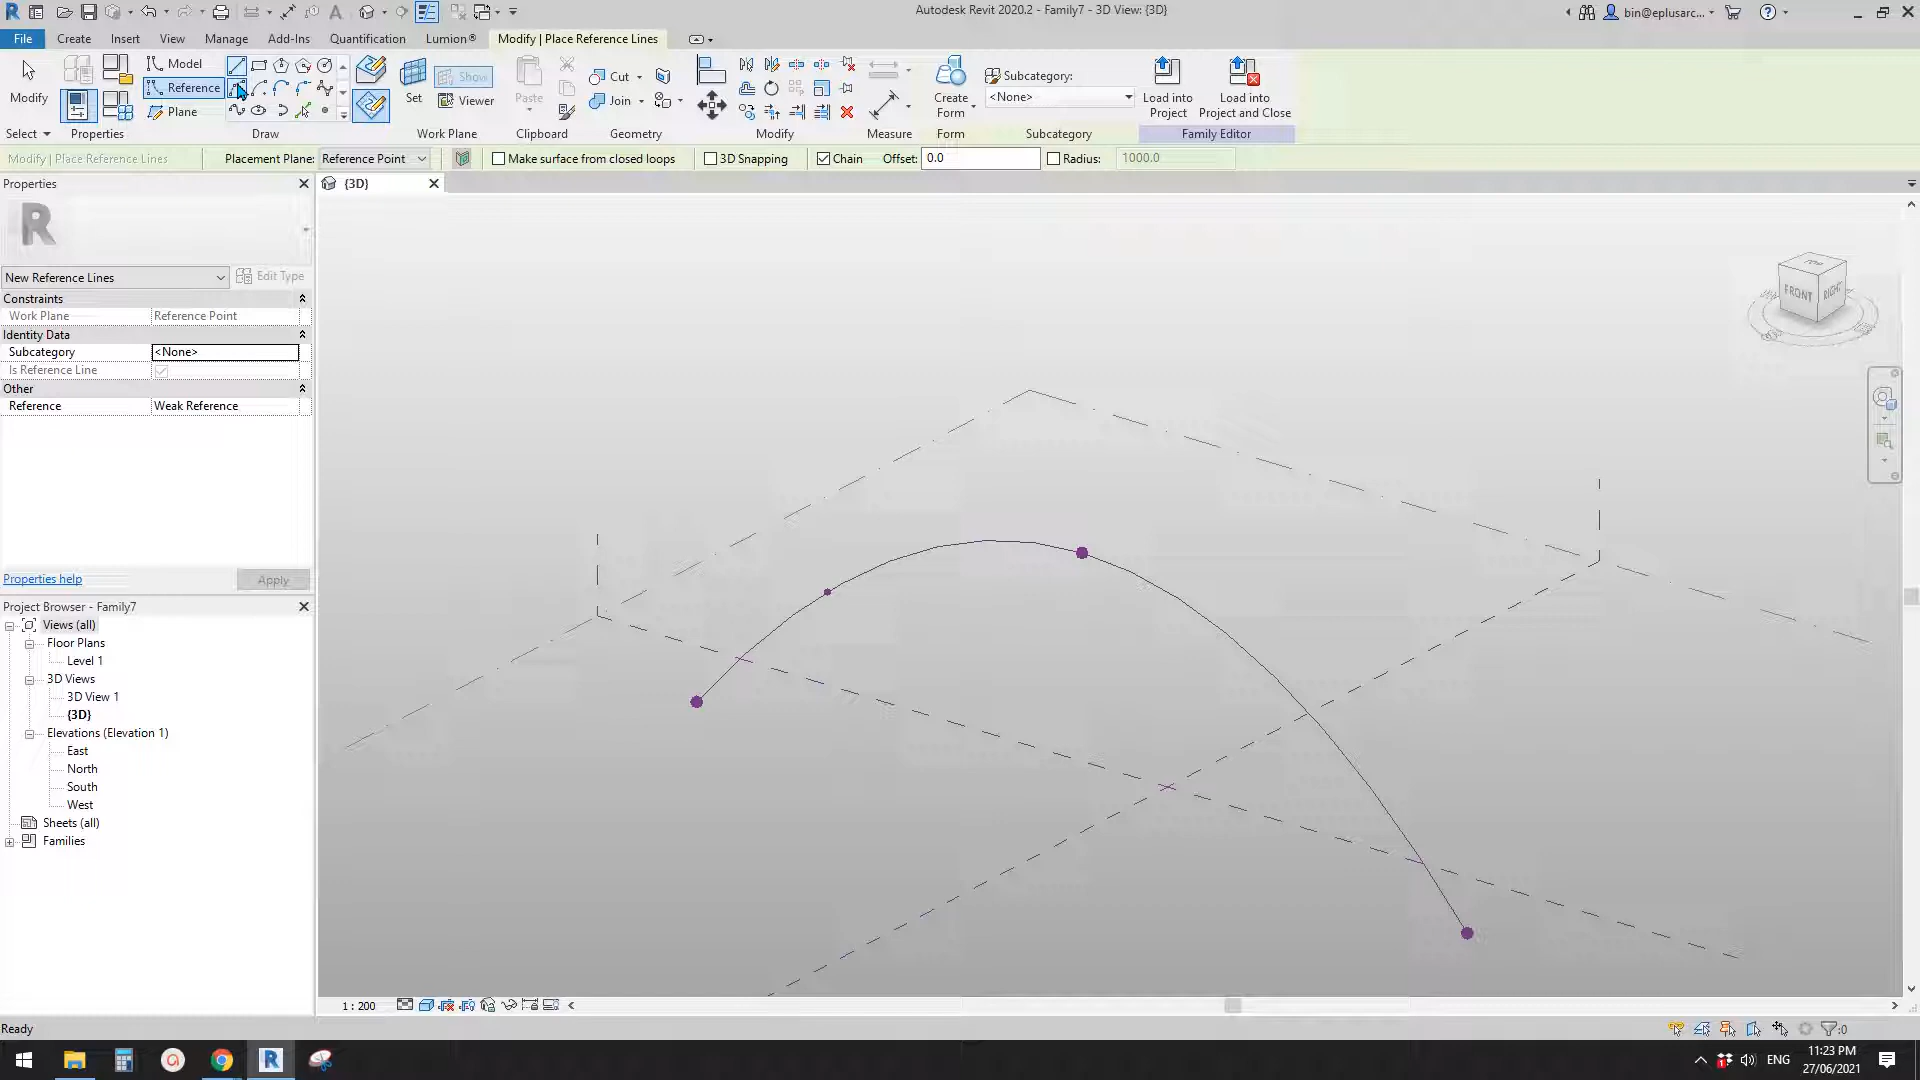 Autodesk Revit 2020.2 - Family7 - 3D View: {3D}
bin@eplusarc...
File
Create
Insert
View
Manage
Add-Ins
Quantification
Lumion®
Modify | Place Reference Lines
Modify
Model
Reference
Plane
Set
Show
Viewer
Paste
Cut
Join
Create
Form
Subcategory:
<None>
Load into
Project
Load into
Project and Close
Select
Properties
Draw
Work Plane
Clipboard
Geometry
Modify
Measure
Form
Subcategory
Family Editor
Modify | Place Reference Lines
Placement Plane:
Reference Point
Make surface from closed loops
3D Snapping
Chain
Offset:
0.0
Radius:
1000.0
Properties
{3D}
R
New Reference Lines
Edit Type
Constraints
Work Plane
Reference Point
Identity Data
Subcategory
<None>
Is Reference Line
Other
Reference
Weak Reference
Properties help
Apply
Project Browser - Family7
Views (all)
Floor Plans
Level 1
3D Views
3D View 1
{3D}
Elevations (Elevation 1)
East
North
South
West
Sheets (all)
Families
TOP
FRONT
RIGHT
1 : 200
Ready
:0
ENG
11:23 PM
27/06/2021